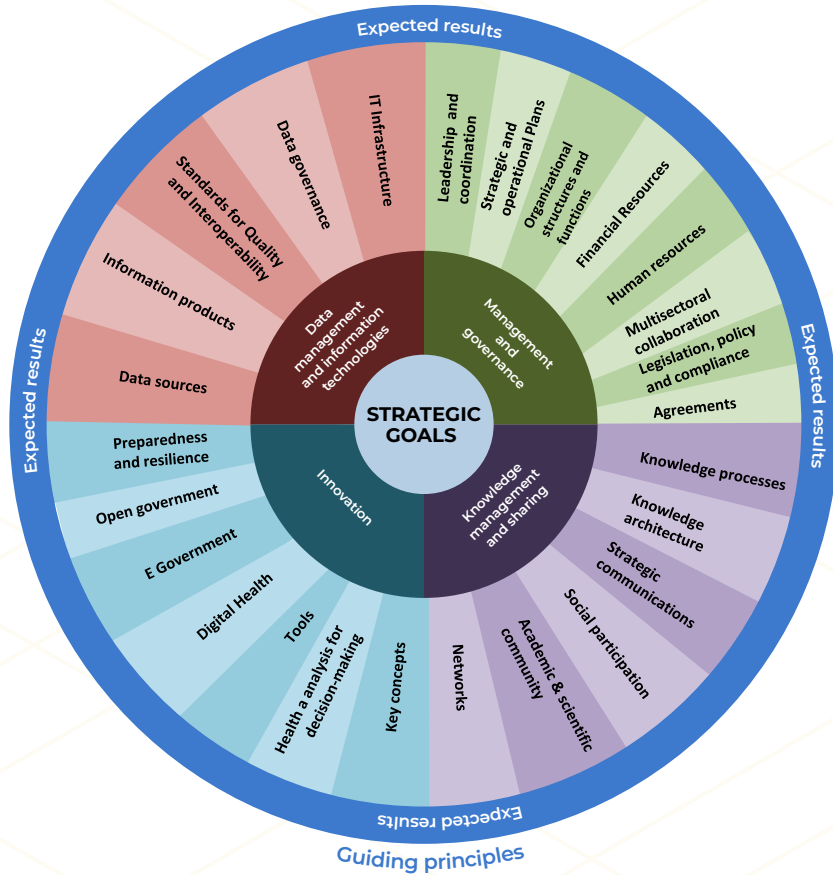 Expected results
Leadership and
coordination
Strategic and
operational Plans
Organizational
structures and
functions
Financial Resources
Human resources
Multisectoral
collaboration
Legislation, policy
and compliance
Agreements
Expected results
Knowledge processes
Knowledge
architecture
Strategic
communications
Social participation
Academic & scientific
community
Networks
Expected results
Key concepts
Health a analysis for
decision-making
Tools
Digital Health
E Government
Open government
Preparedness
and resilience
Expected results
Data sources
Information products
Standards for Quality
and Interoperability
Data governance
IT Infrastructure
Data
management
and information
technologies
Management
and
governance
Knowledge
management
and sharing
Innovation
STRATEGIC
GOALS
Guiding principles